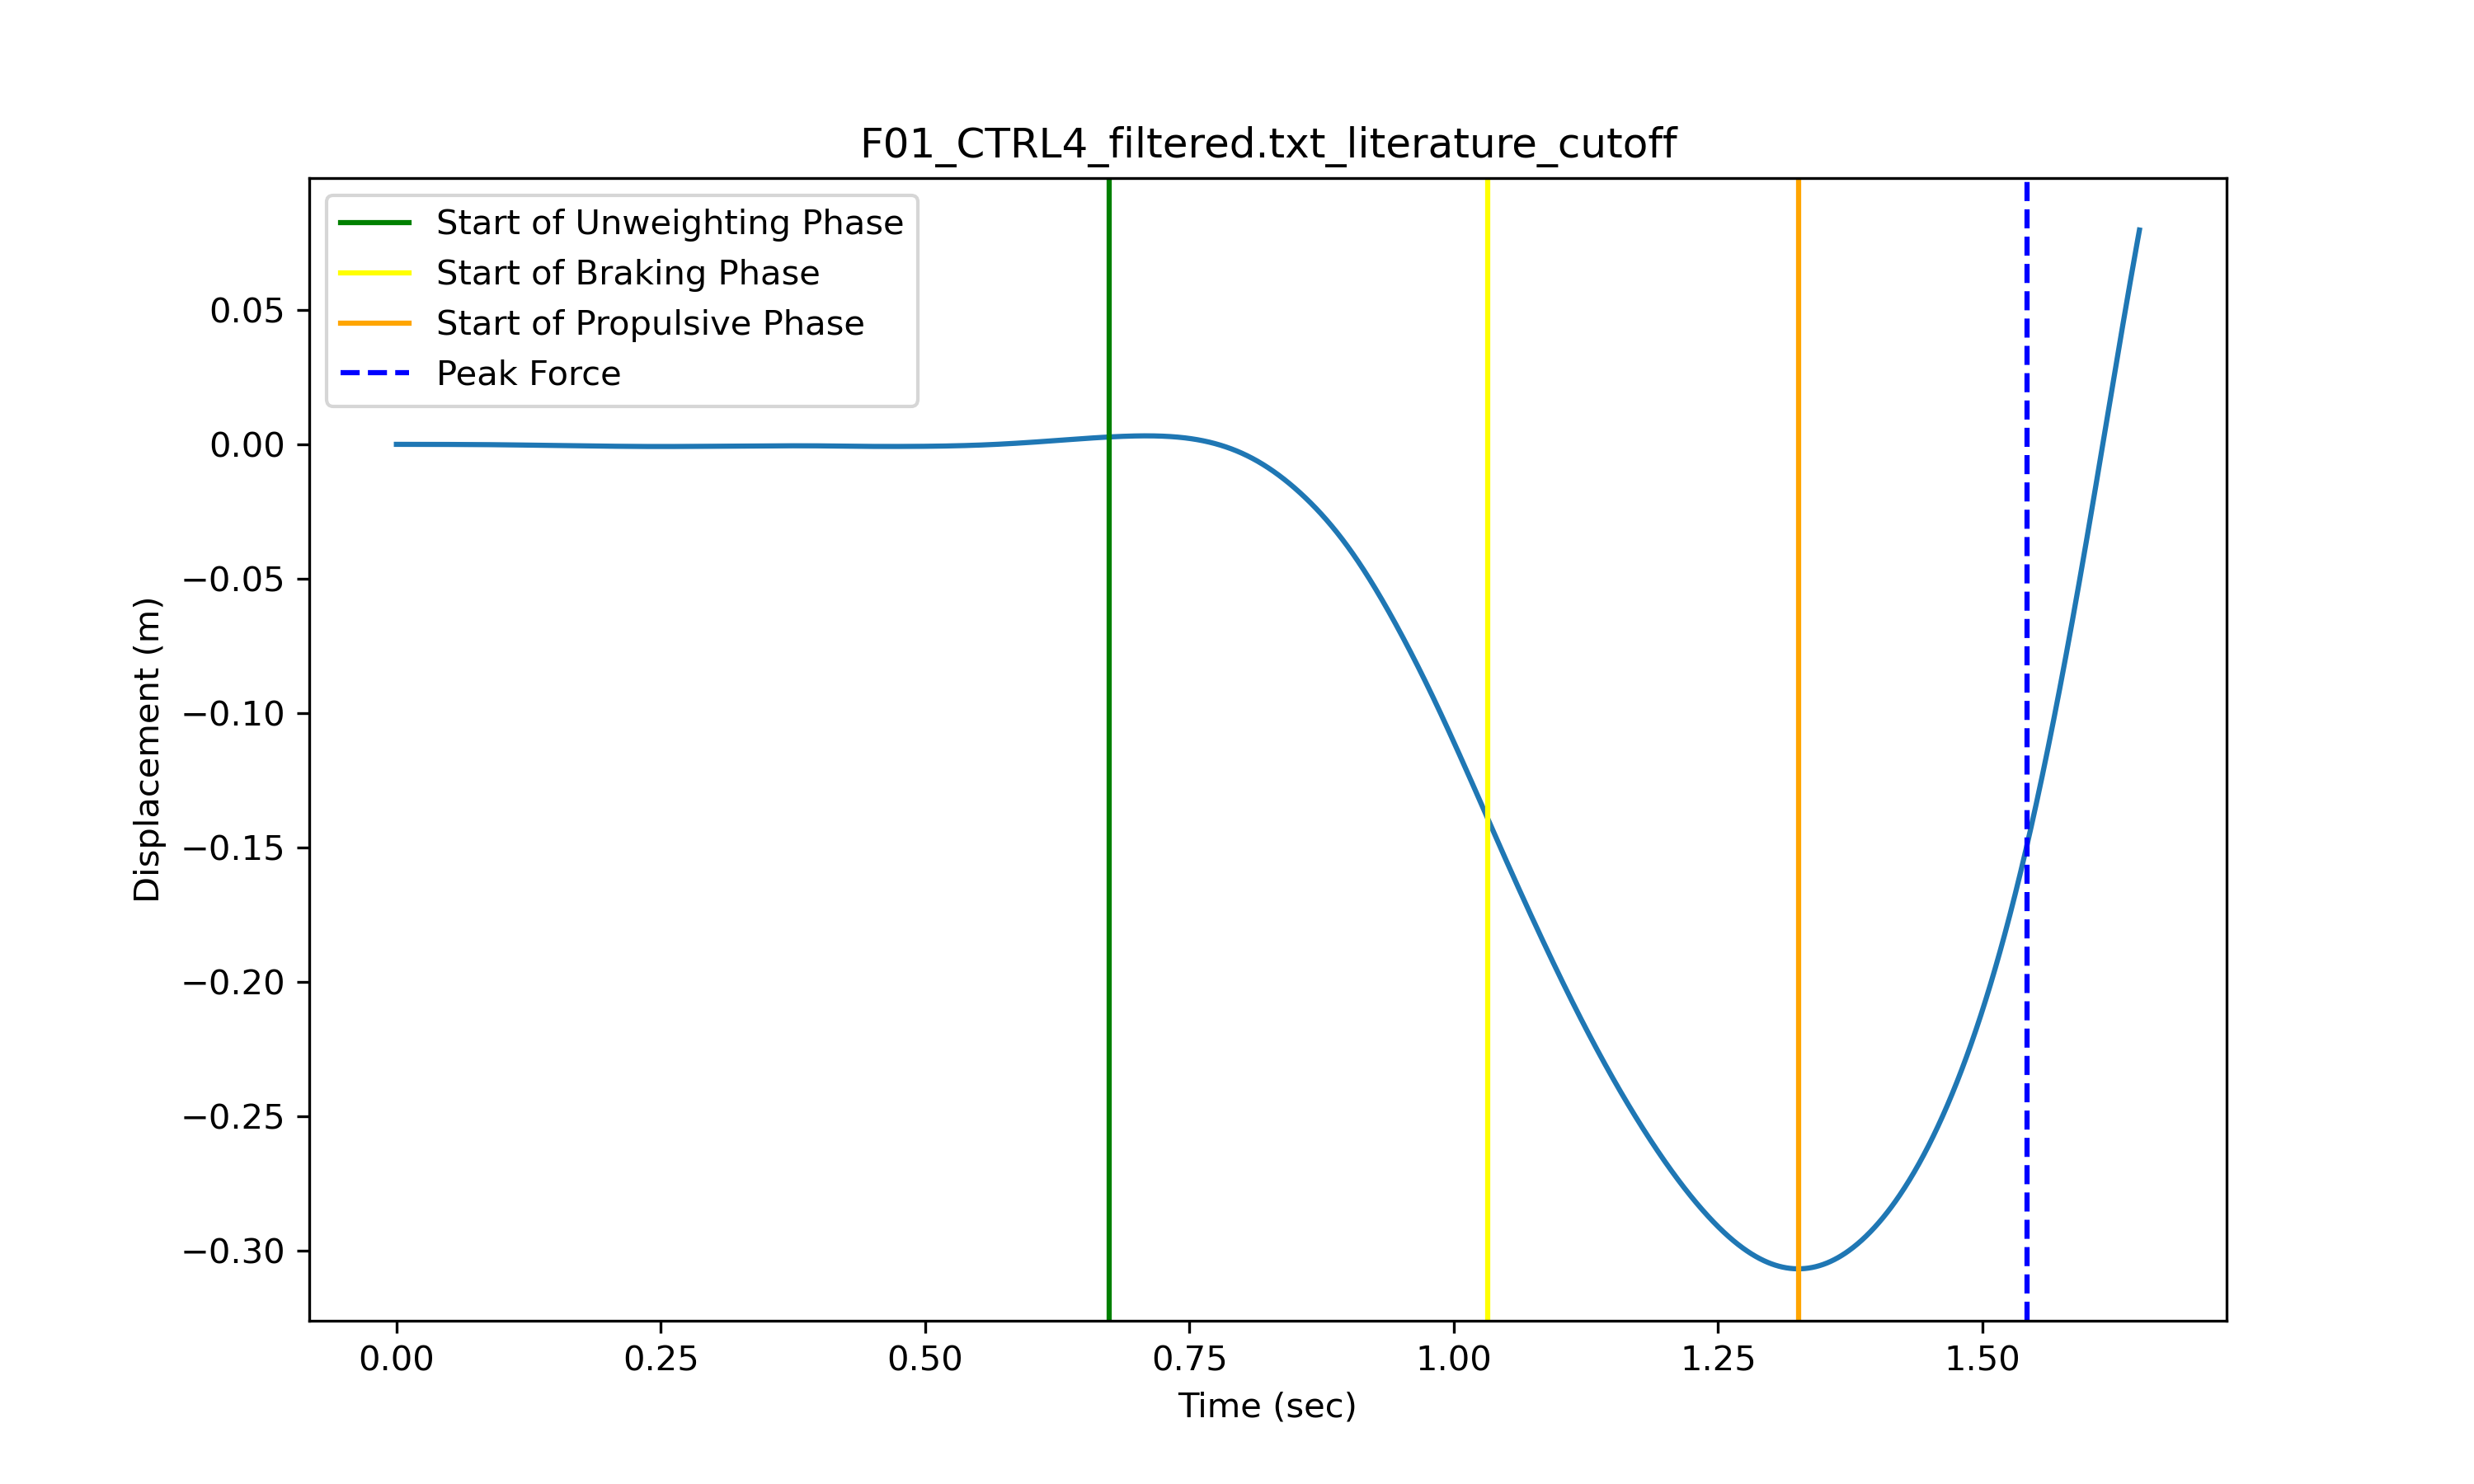 F01_CTRL4_filtered.txt_literature_cutoff
Start of Unweighting Phase
Start of Braking Phase
Start of Propulsive Phase
Peak Force
0.05
0.00
−0.05
−0.10
−0.15
−0.20
−0.25
−0.30
Displacement (m)
0.00 0.25 0.50 0.75 1.00 1.25 1.50
Time (sec)